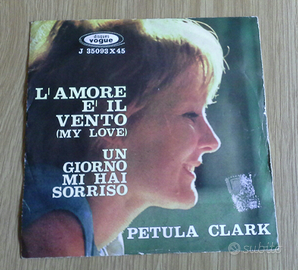 disques
vogue
J 35093 X 45
L'AMORE
E' IL
VENTO
(MY LOVE)
UN
GIORNO
MI HAI
SORRISO
PETULA CLARK
subito